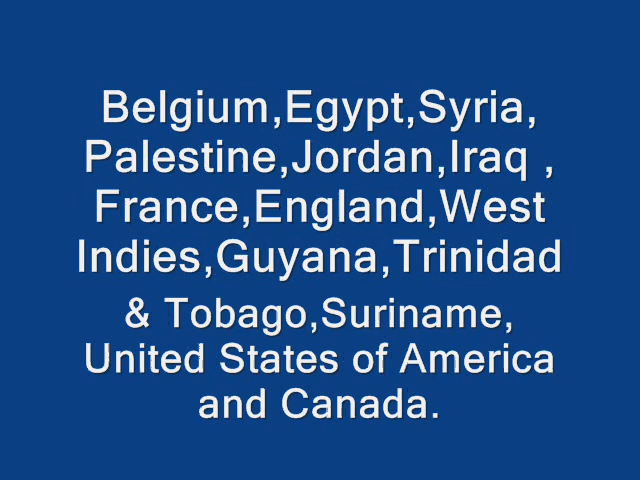 Belgium,Egypt,Syria,
Palestine,Jordan,Iraq ,
France,England,West
Indies,Guyana,Trinidad
& Tobago,Suriname,
United States of America
and Canada.